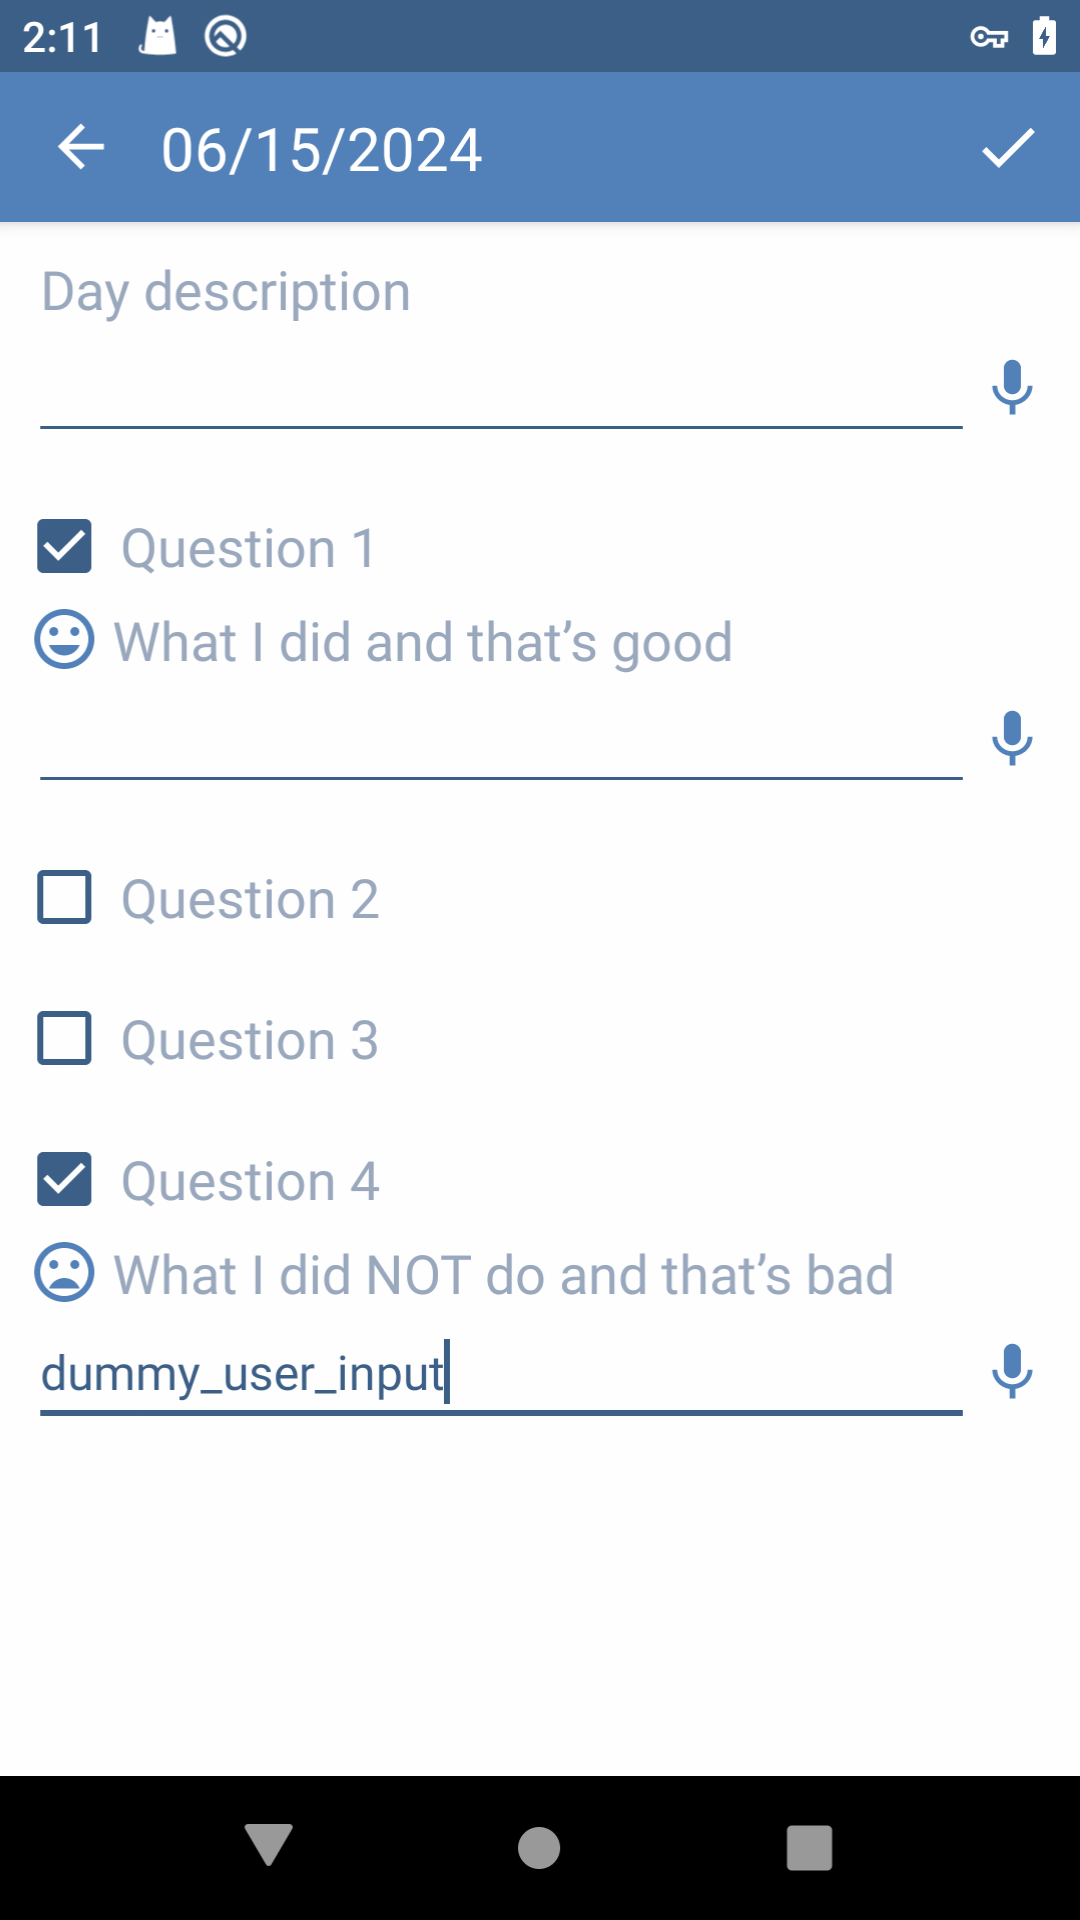 2:11
06/15/2024
Day description
Question 1
What I did and that’s good
Question 2
Question 3
Question 4
What I did NOT do and that’s bad
dummy_user_input